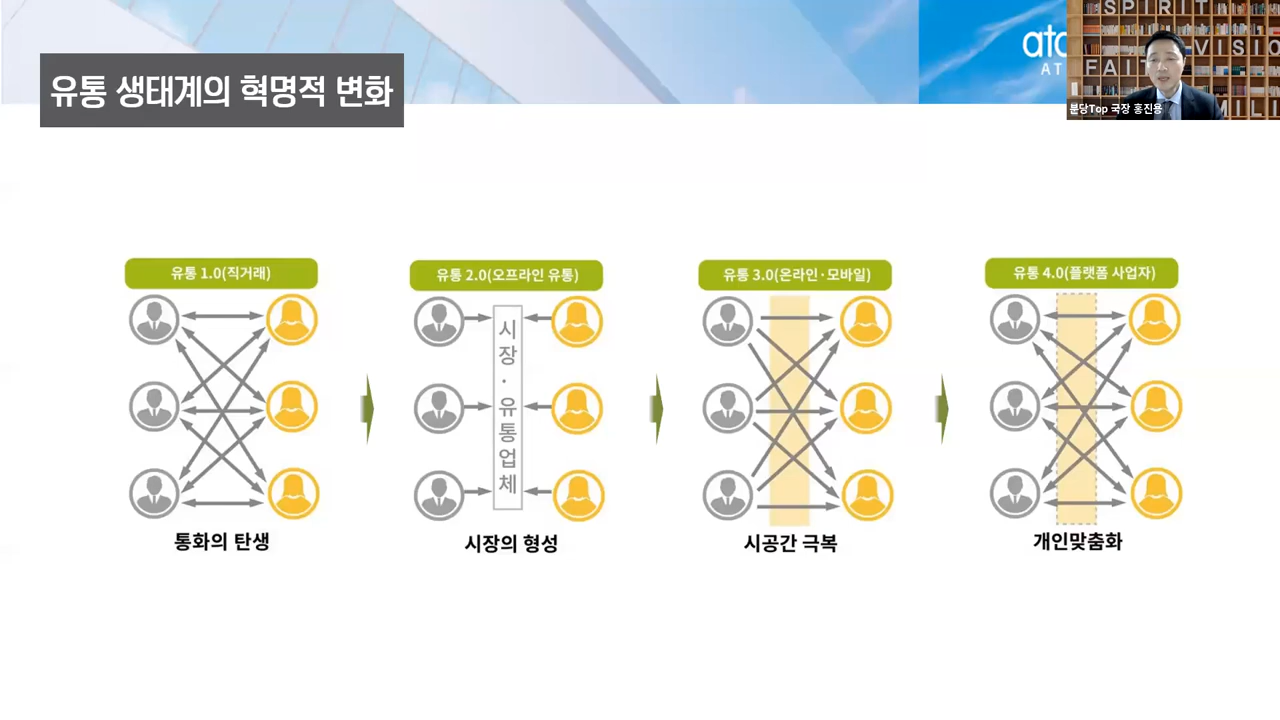 유통 생태계의 혁명적 변화
SPIRIT
VISIO
FAIT
MILL
분당Top 국장 홍진용
유통 1.0(직거래)
통화의 탄생
유통 2.0(오프라인 유통)
시장·유통업체
시장의 형성
유통 3.0(온라인·모바일)
시공간 극복
유통 4.0(플랫폼 사업자)
개인맞춤화